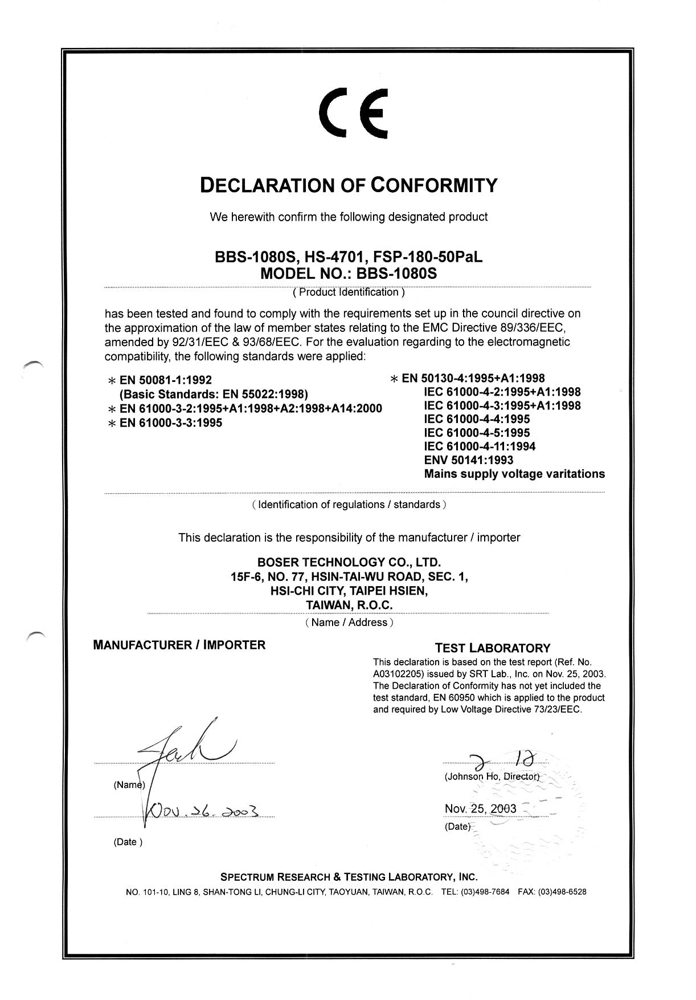 CE
DECLARATION OF CONFORMITY
We herewith confirm the following designated product
BBS-1080S, HS-4701, FSP-180-50PaL
MODEL NO.: BBS-1080S
( Product Identification )
has been tested and found to comply with the requirements set up in the council directive on
the approximation of the law of member states relating to the EMC Directive 89/336/EEC,
amended by 92/31/EEC & 93/68/EEC. For the evaluation regarding to the electromagnetic
compatibility, the following standards were applied:
* EN 50081-1:1992
(Basic Standards: EN 55022:1998)
* EN 61000-3-2:1995+A1:1998+A2:1998+A14:2000
* EN 61000-3-3:1995
* EN 50130-4:1995+A1:1998
IEC 61000-4-2:1995+A1:1998
IEC 61000-4-3:1995+A1:1998
IEC 61000-4-4:1995
IEC 61000-4-5:1995
IEC 61000-4-11:1994
ENV 50141:1993
Mains supply voltage varitations
( Identification of regulations / standards )
This declaration is the responsibility of the manufacturer / importer
BOSER TECHNOLOGY CO., LTD.
15F-6, NO. 77, HSIN-TAI-WU ROAD, SEC. 1,
HSI-CHI CITY, TAIPEI HSIEN,
TAIWAN, R.O.C.
( Name / Address )
MANUFACTURER / IMPORTER
(Name)
Nov. 26. 2003
(Date )
TEST LABORATORY
This declaration is based on the test report (Ref. No.
A03102205) issued by SRT Lab., Inc. on Nov. 25, 2003.
The Declaration of Conformity has not yet included the
test standard, EN 60950 which is applied to the product
and required by Low Voltage Directive 73/23/EEC.
(Johnson Ho, Director)
Nov. 25, 2003
(Date)
SPECTRUM RESEARCH & TESTING LABORATORY, INC.
NO. 101-10, LING 8, SHAN-TONG LI, CHUNG-LI CITY, TAOYUAN, TAIWAN, R.O.C. TEL: (03)498-7684 FAX: (03)498-6528